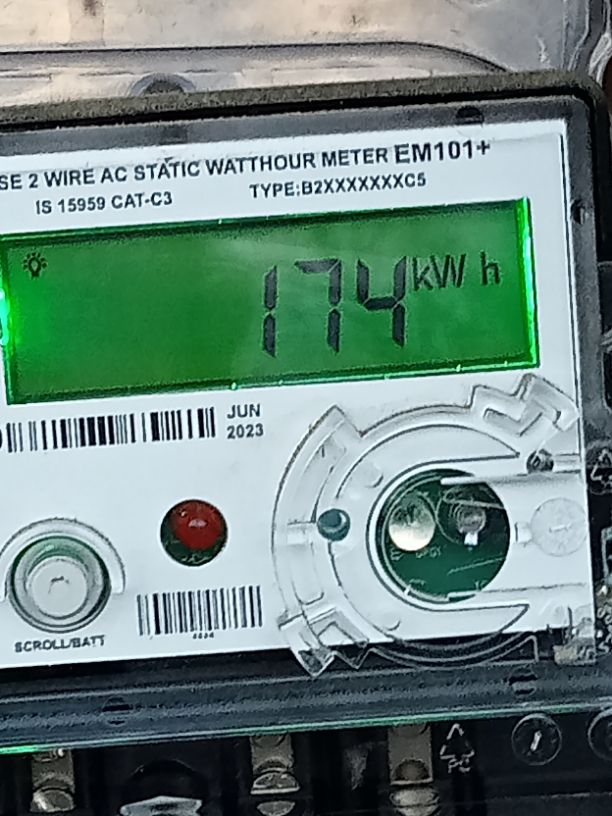 SE 2 WIRE AC STATIC WATTHOUR METER EM101+
IS 15959 CAT-C3 TYPE:B2XXXXXXXC5
174 kW h
JUN
2023
SCROLL/BATT
PC